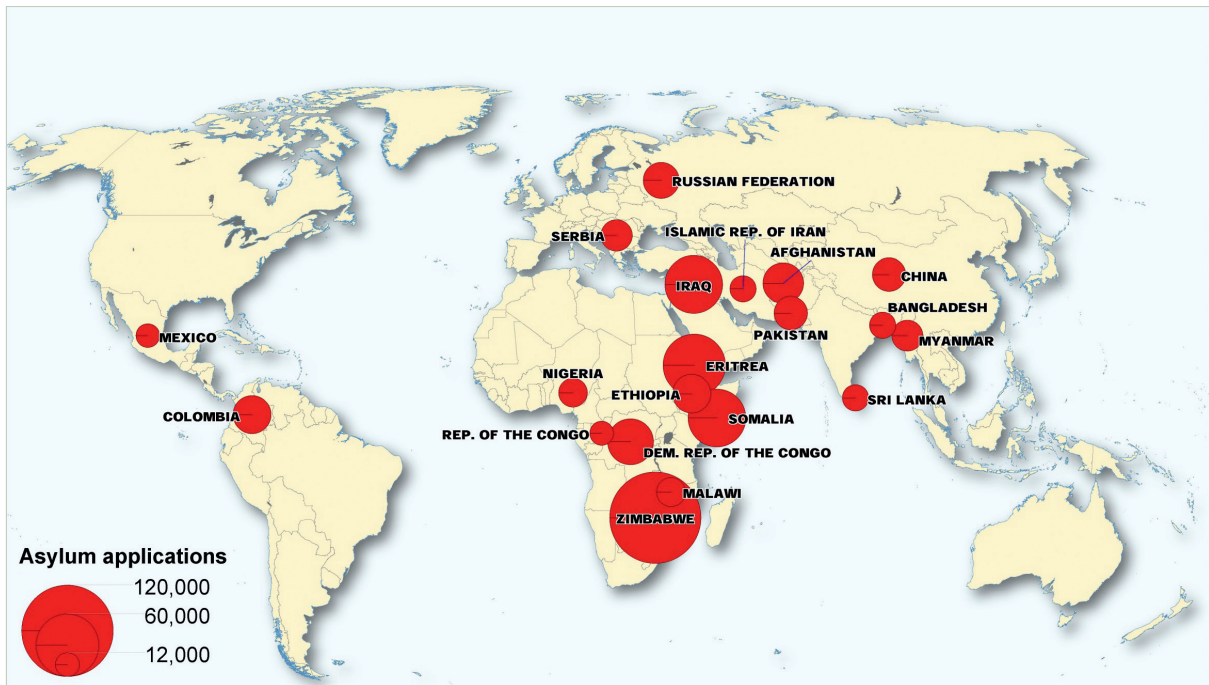 RUSSIAN FEDERATION
SERBIA
ISLAMIC REP. OF IRAN
AFGHANISTAN
IRAQ
CHINA
BANGLADESH
PAKISTAN
MYANMAR
MEXICO
NIGERIA
ERITREA
ETHIOPIA
SRI LANKA
COLOMBIA
SOMALIA
REP. OF THE CONGO
DEM. REP. OF THE CONGO
MALAWI
ZIMBABWE
Asylum applications
120,000
60,000
12,000